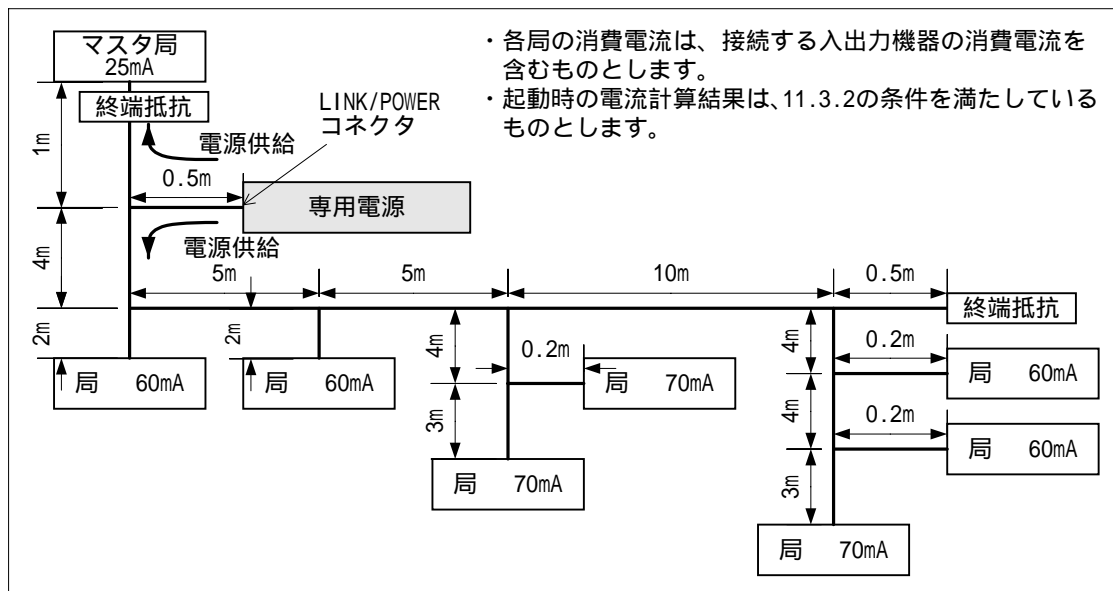 マスタ局
25mA
・各局の消費電流は、接続する入出力機器の消費電流を
含むものとします。
・起動時の電流計算結果は、11.3.2の条件を満たしている
ものとします。
終端抵抗
LINK/POWER
コネクタ
1m
電源供給
0.5m
専用電源
4m
電源供給
5m
5m
10m
0.5m
終端抵抗
2m
2m
4m
0.2m
4m
0.2m
局 60mA
局 60mA
局 70mA
局 60mA
3m
4m
0.2m
局 60mA
局 70mA
3m
局 70mA